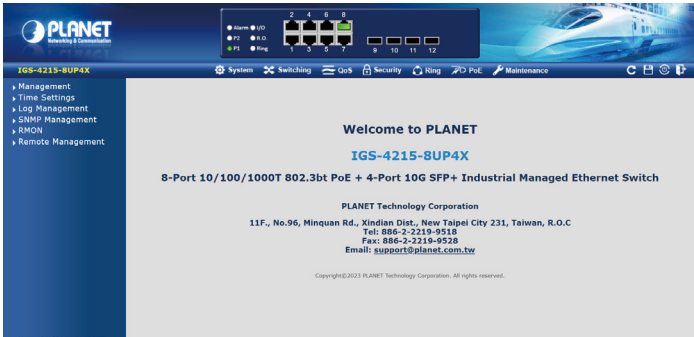 PLANET
Networking & Communication
2 4 6 8
Alarm I/O
P2 R.O.
P1 Ring
1 3 5 7 9 10 11 12
IGS-4215-8UP4X
System Switching QoS Security Ring PoE Maintenance
Management
Time Settings
Log Management
SNMP Management
RMON
Remote Management
Welcome to PLANET
IGS-4215-8UP4X
8-Port 10/100/1000T 802.3bt PoE + 4-Port 10G SFP+ Industrial Managed Ethernet Switch
PLANET Technology Corporation
11F., No.96, Minquan Rd., Xindian Dist., New Taipei City 231, Taiwan, R.O.C
Tel: 886-2-2219-9518
Fax: 886-2-2219-9528
Email: support@planet.com.tw
Copyright©2023 PLANET Technology Corporation. All rights reserved.